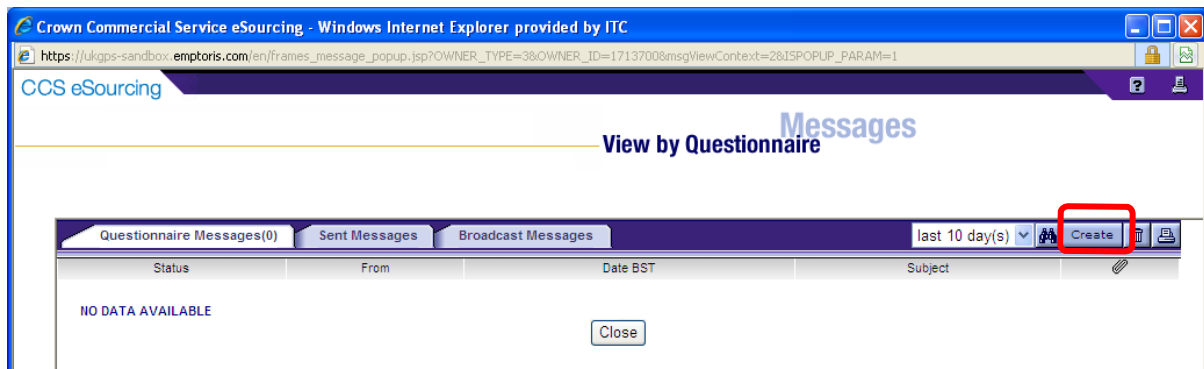 Crown Commercial Service eSourcing - Windows Internet Explorer provided by ITC
https://ukgps-sandbox.emptoris.com/en/frames_message_popup.jsp?OWNER_TYPE=3&OWNER_ID=1713700&msgViewContext=2&ISPOPUP_PARAM=1
CCS eSourcing
Messages
View by Questionnaire
Questionnaire Messages(0) Sent Messages Broadcast Messages last 10 day(s) Create
Status From Date BST Subject
NO DATA AVAILABLE
Close